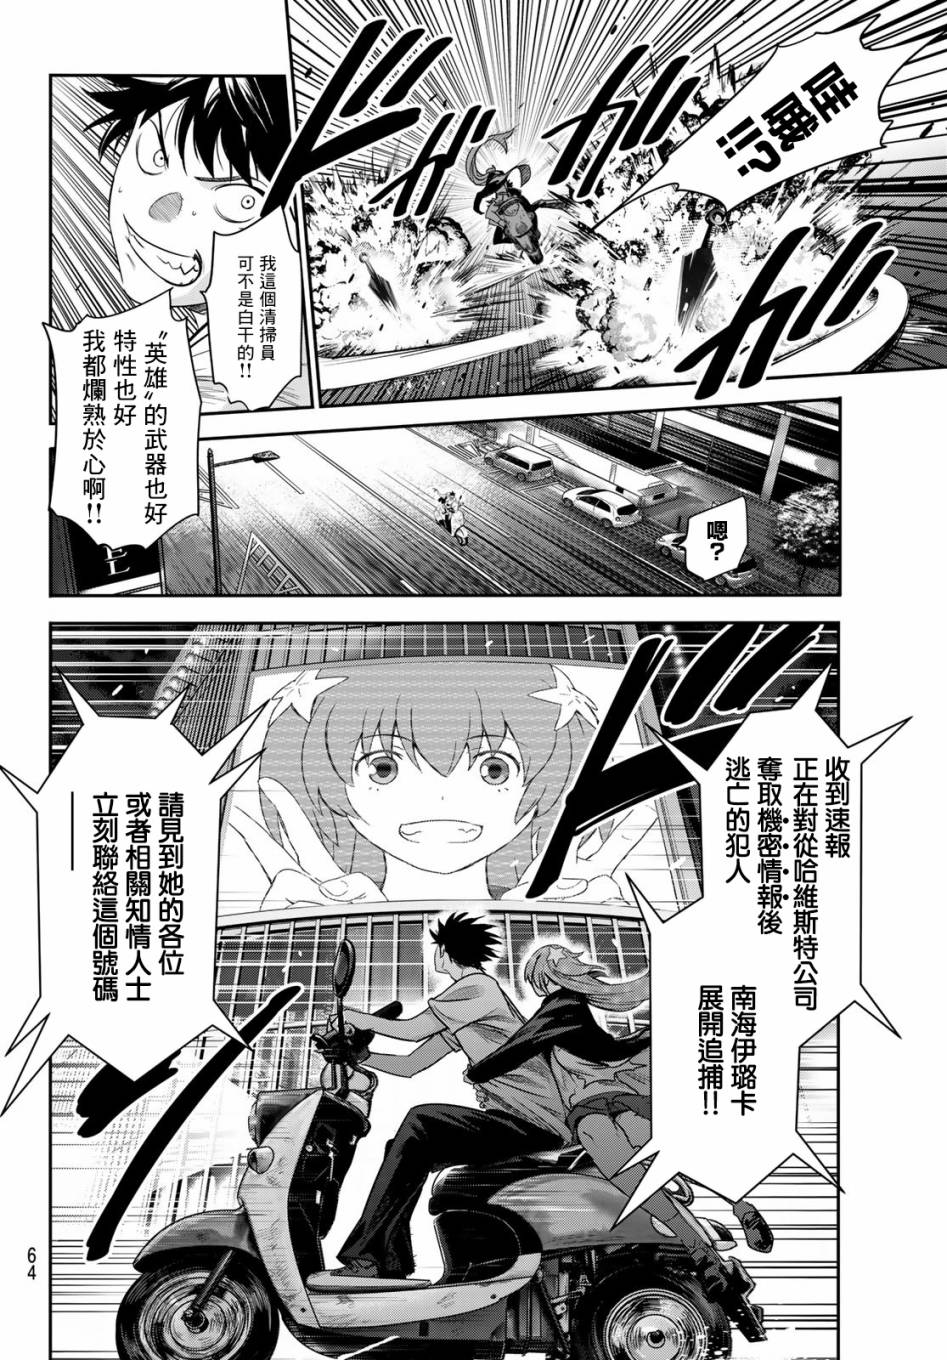 哇哦!?
ドガガガ
我這個清掃員
可不是白干的!!
〝英雄〞的武器也好
特性也好
我都爛熟於心啊!!
嗯?
收到速報
正在對從哈維斯特公司
奪取機密情報後
逃亡的犯人
南海伊璐卡
展開追捕!!
請見到她的各位
或者相關知情人士
立刻聯絡這個號碼
——
64